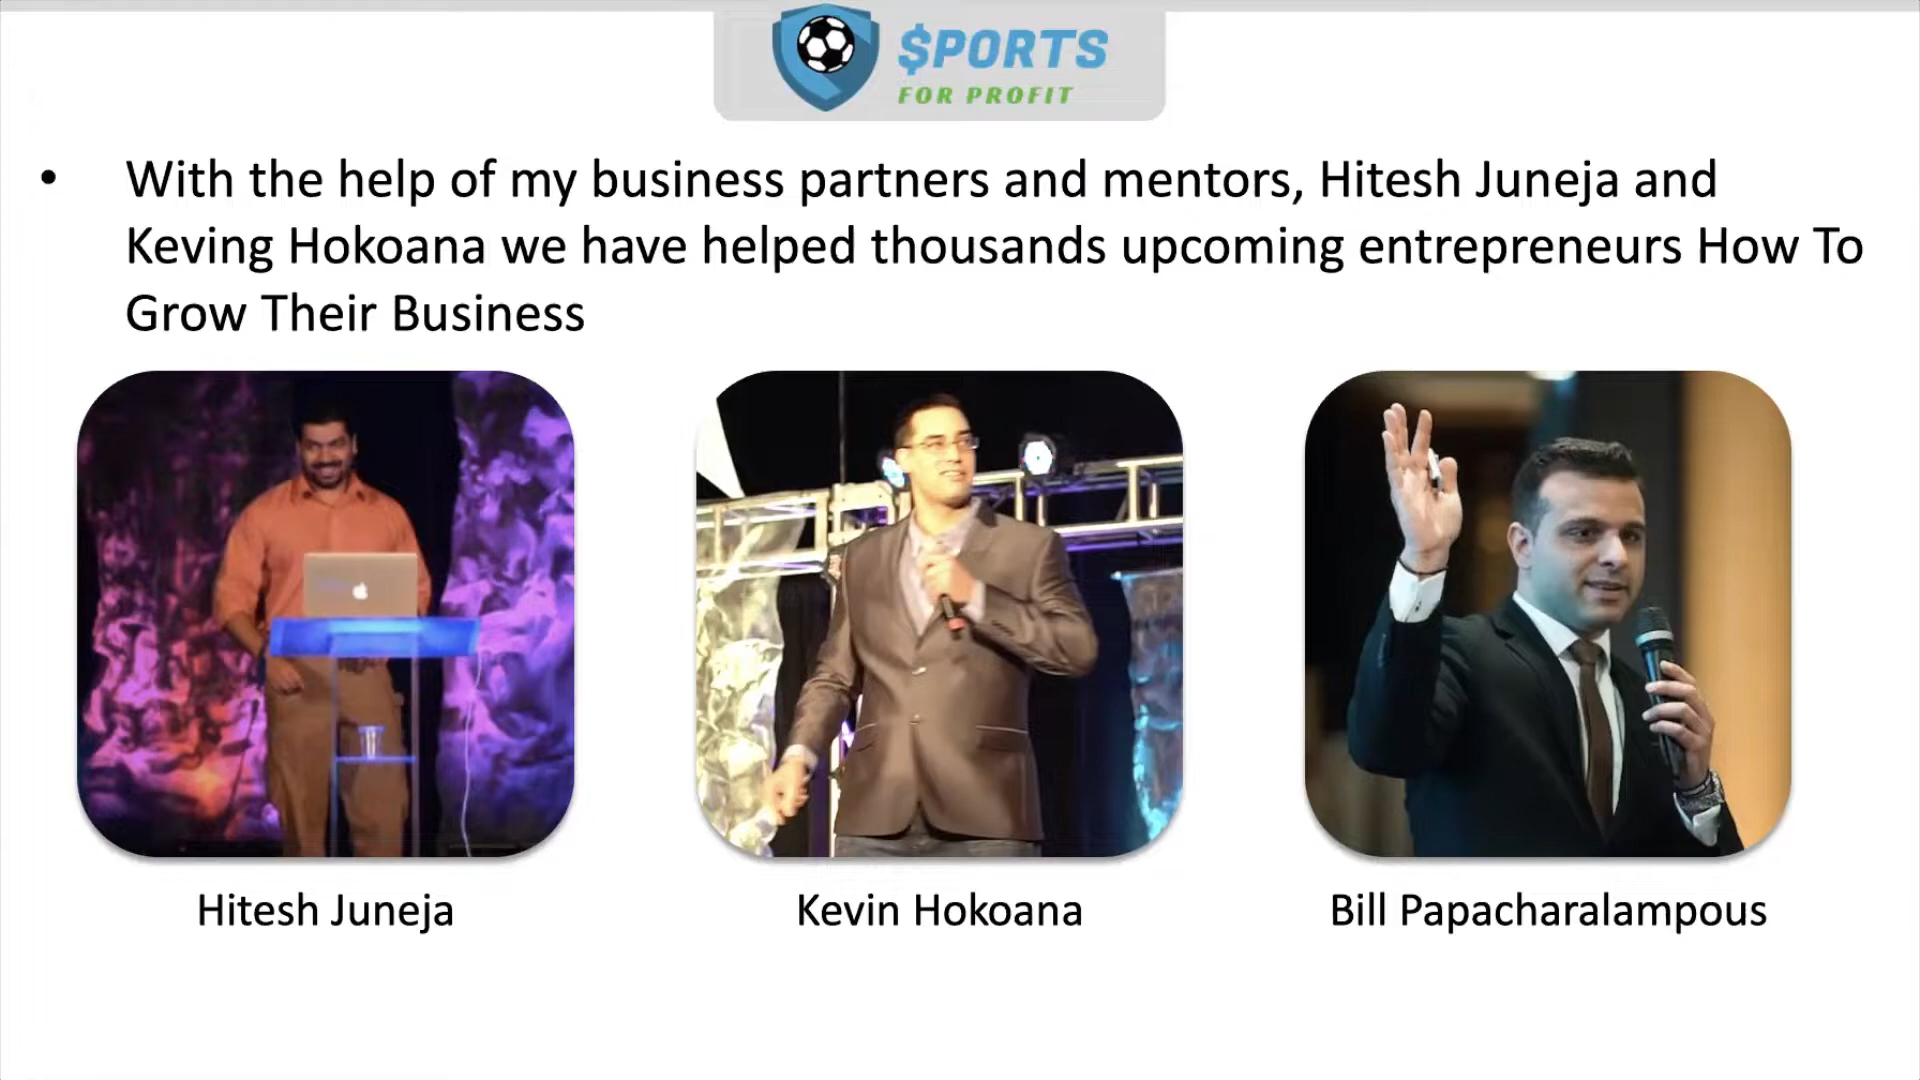 $PORTS
FOR PROFIT
• With the help of my business partners and mentors, Hitesh Juneja and
Keving Hokoana we have helped thousands upcoming entrepreneurs How To
Grow Their Business
Hitesh Juneja
Kevin Hokoana
Bill Papacharalampous